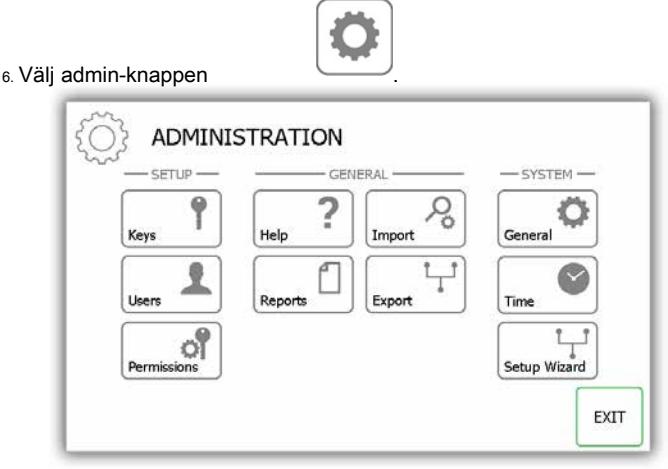 6. Välj admin-knappen .
ADMINISTRATION
SETUP GENERAL SYSTEM
Keys Help Import General
Users Reports Export Time
Permissions Setup Wizard
EXIT